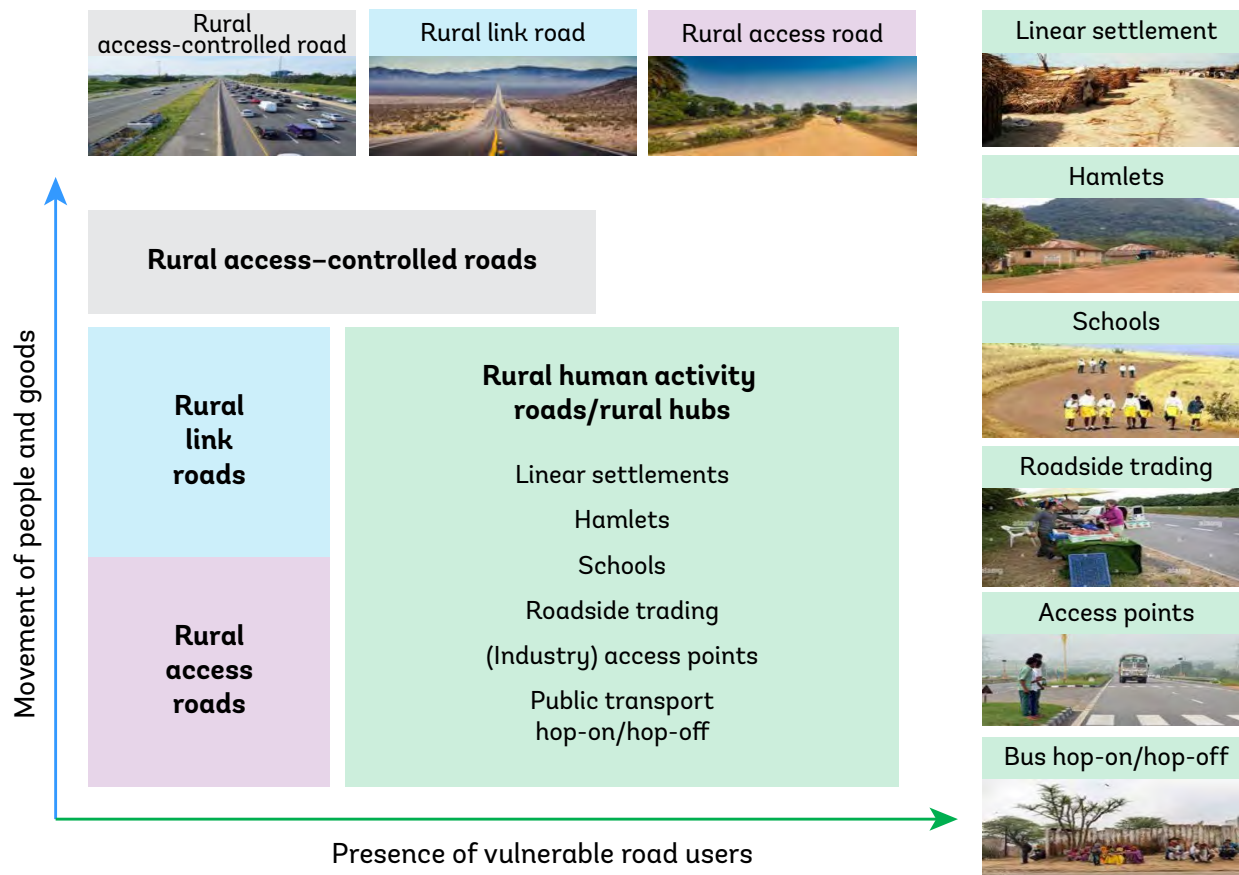 Rural
access-controlled road
Rural link road
Rural access road
Linear settlement
Hamlets
Schools
Roadside trading
Access points
Bus hop-on/hop-off
Movement of people and goods
Rural access–controlled roads
Rural
link
roads
Rural
access
roads
Rural human activity
roads/rural hubs
Linear settlements
Hamlets
Schools
Roadside trading
(Industry) access points
Public transport
hop-on/hop-off
Presence of vulnerable road users